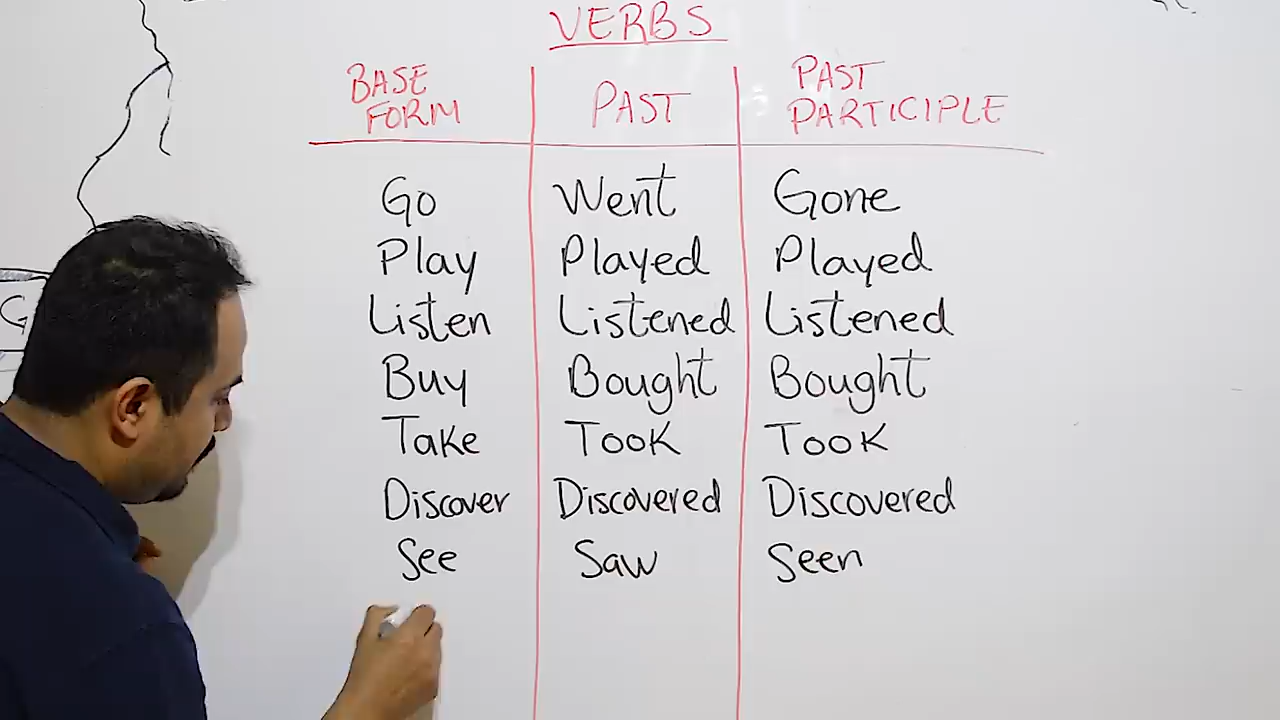 VERBS
BASE FORM PAST PAST PARTICIPLE
Go Went Gone
Play Played Played
Listen Listened Listened
Buy Bought Bought
Take Took Took
Discover Discovered Discovered
See Saw Seen
G